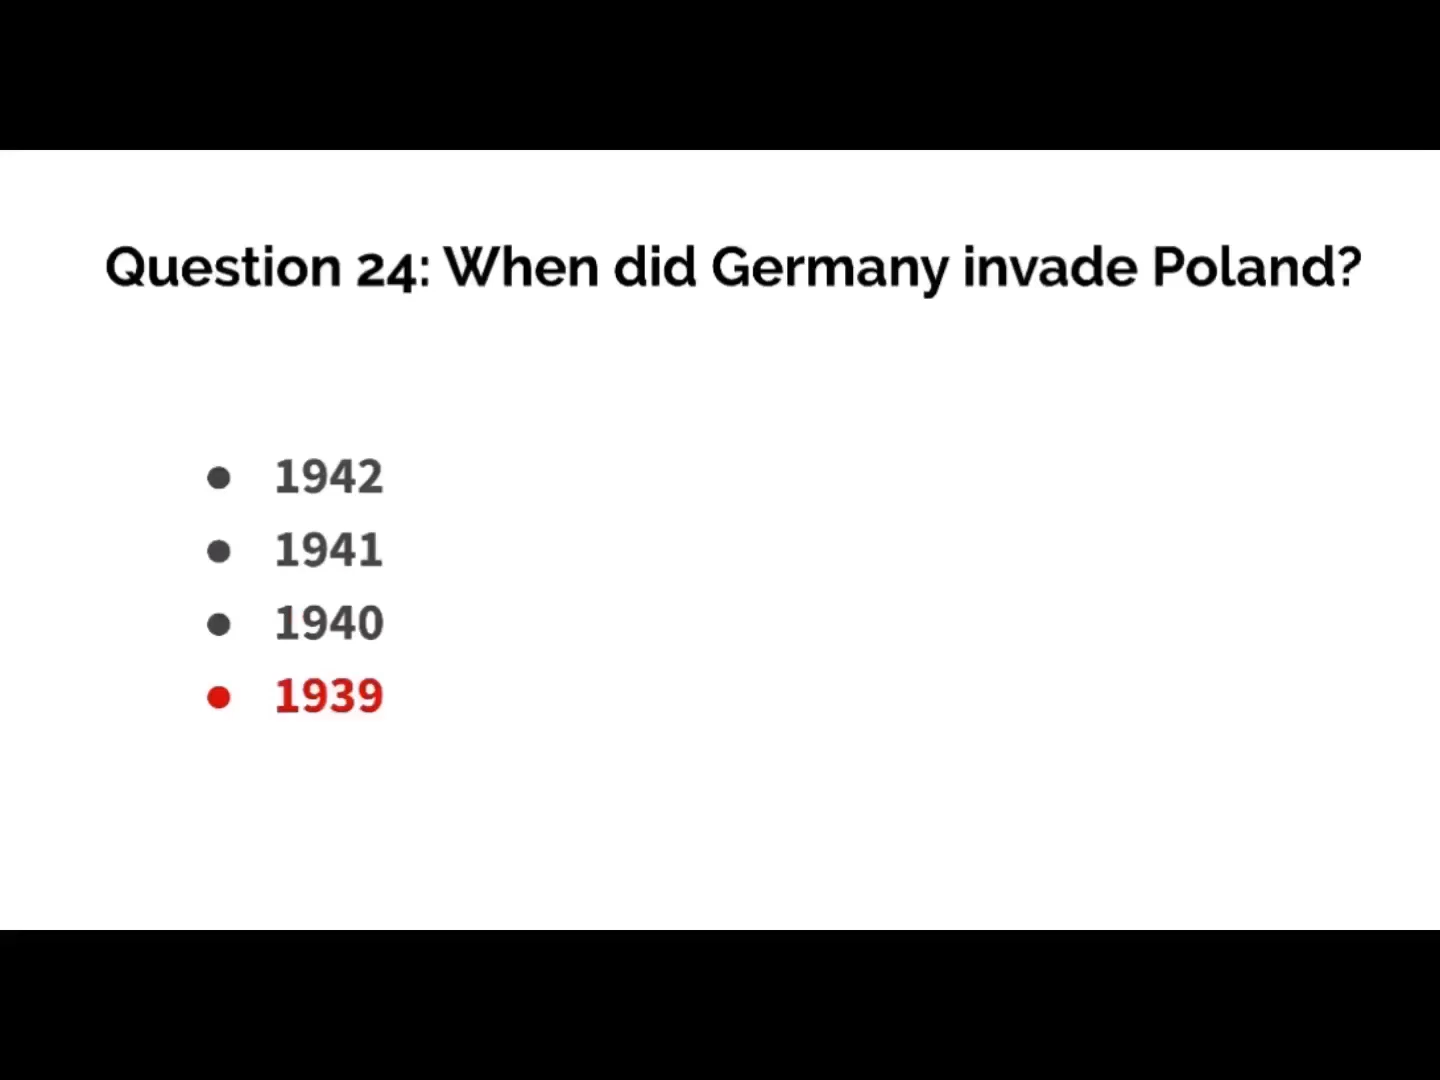 Question 24: When did Germany invade Poland?
● 1942
● 1941
● 1940
● 1939